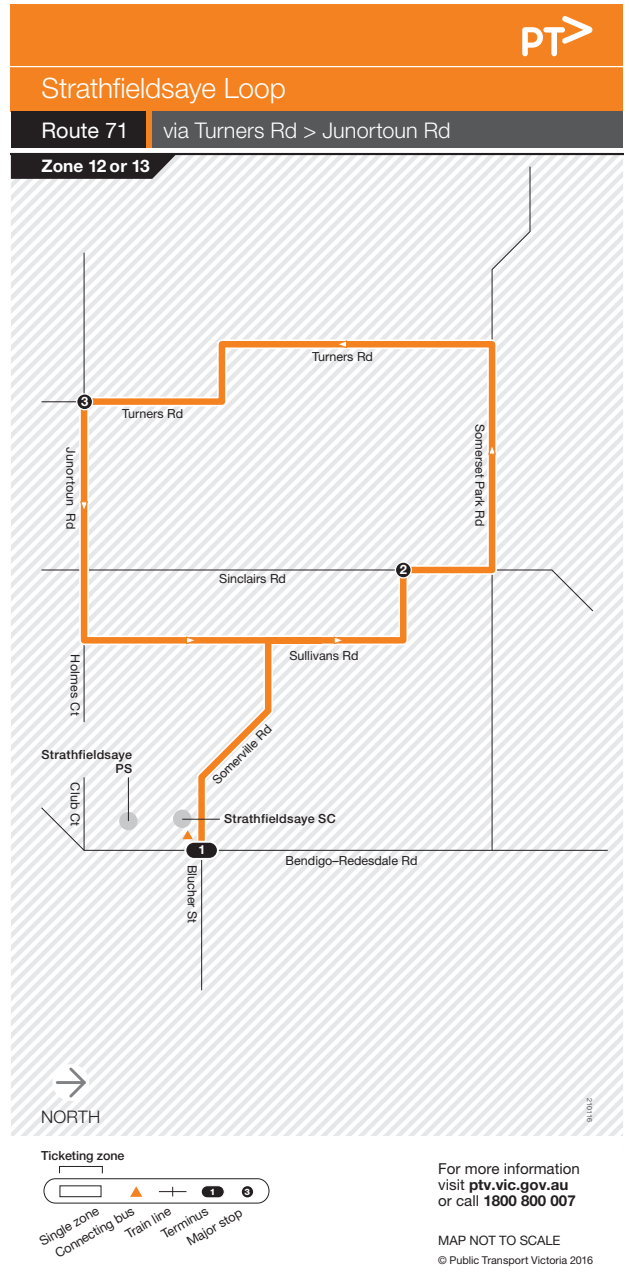 PT>
Strathfieldsaye Loop
Route 71
via Turners Rd > Junortoun Rd
Zone 12 or 13
Turners Rd
3
Turners Rd
Junortoun Rd
Somerset Park Rd
2
Sinclairs Rd
Sullivans Rd
Holmes Ct
Somerville Rd
Strathfieldsaye
PS
Club Ct
Strathfieldsaye SC
1
Bendigo–Redesdale Rd
Blucher St
NORTH
210116
Ticketing zone
1
3
Single zone
Connecting bus
Train line
Terminus
Major stop
For more information
visit ptv.vic.gov.au
or call 1800 800 007
MAP NOT TO SCALE
© Public Transport Victoria 2016